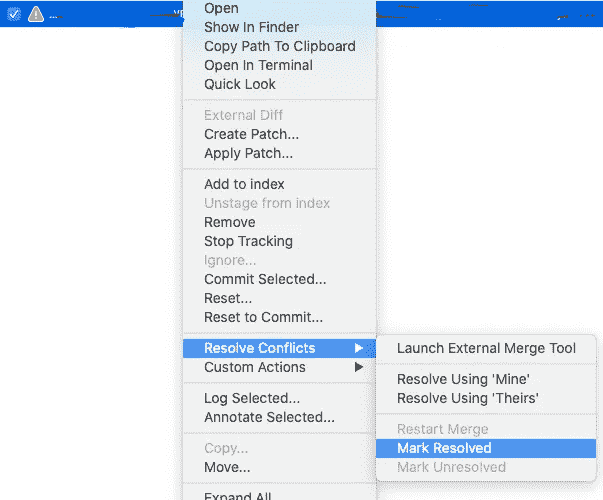 ...
Open
Show In Finder
Copy Path To Clipboard
Open In Terminal
Quick Look
External Diff
Create Patch...
Apply Patch...
Add to index
Unstage from index
Remove
Stop Tracking
Ignore...
Commit Selected...
Reset...
Reset to Commit...
Resolve Conflicts
Custom Actions
Log Selected...
Annotate Selected...
Copy...
Move...
Expand All
Launch External Merge Tool
Resolve Using 'Mine'
Resolve Using 'Theirs'
Restart Merge
Mark Resolved
Mark Unresolved